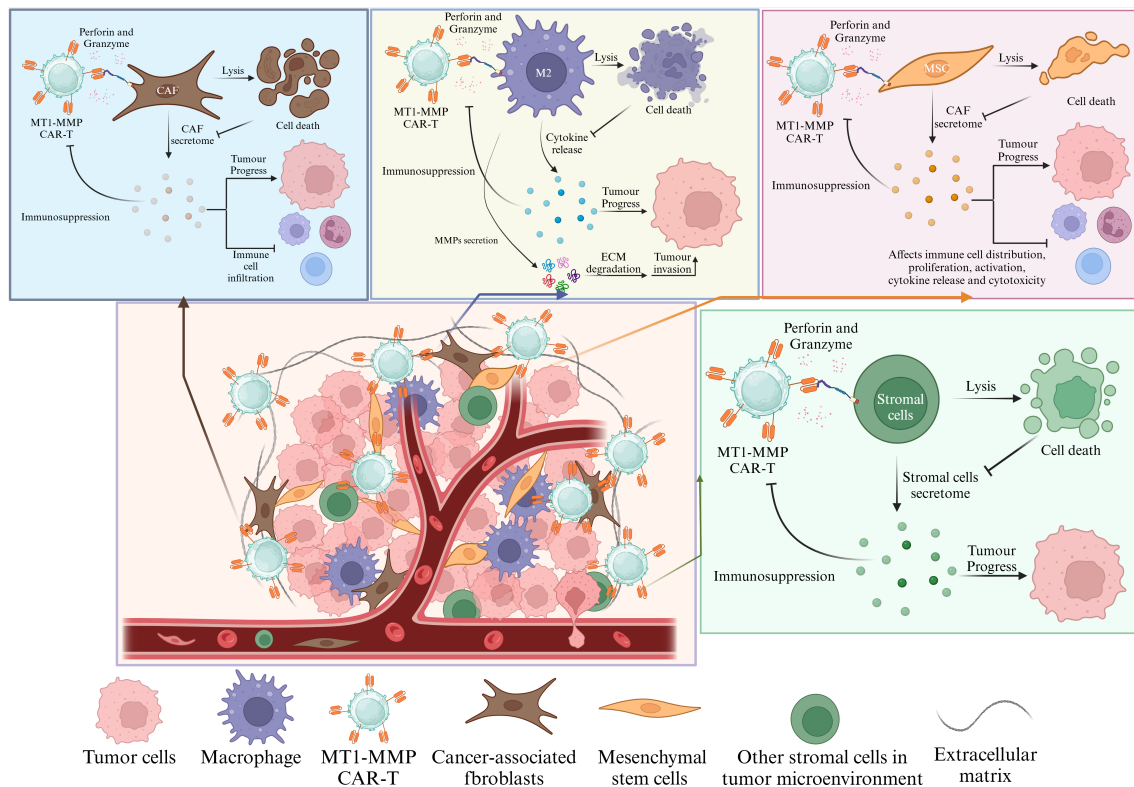 Perforin and
Granzyme
CAF
Lysis
MT1-MMP
CAR-T
CAF
secretome
Cell death
Tumour
Progress
Immunosuppression
Immune
cell
infiltration
Perforin and
Granzyme
M2
Lysis
MT1-MMP
CAR-T
Cell death
Cytokine
release
Immunosuppression
Tumour
Progress
MMPs secretion
ECM
degradation
Tumour
invasion
Perforin and
Granzyme
MSC
Lysis
MT1-MMP
CAR-T
CAF
secretome
Cell death
Tumour
Progress
Immunosuppression
Affects immune cell distribution,
proliferation, activation,
cytokine release and cytotoxicity
Perforin and
Granzyme
Stromal
cells
Lysis
MT1-MMP
CAR-T
Cell death
Stromal cells
secretome
Immunosuppression
Tumour
Progress
Tumor cells
Macrophage
MT1-MMP
CAR-T
Cancer-associated
fbroblasts
Mesenchymal
stem cells
Other stromal cells in
tumor microenvironment
Extracellular
matrix